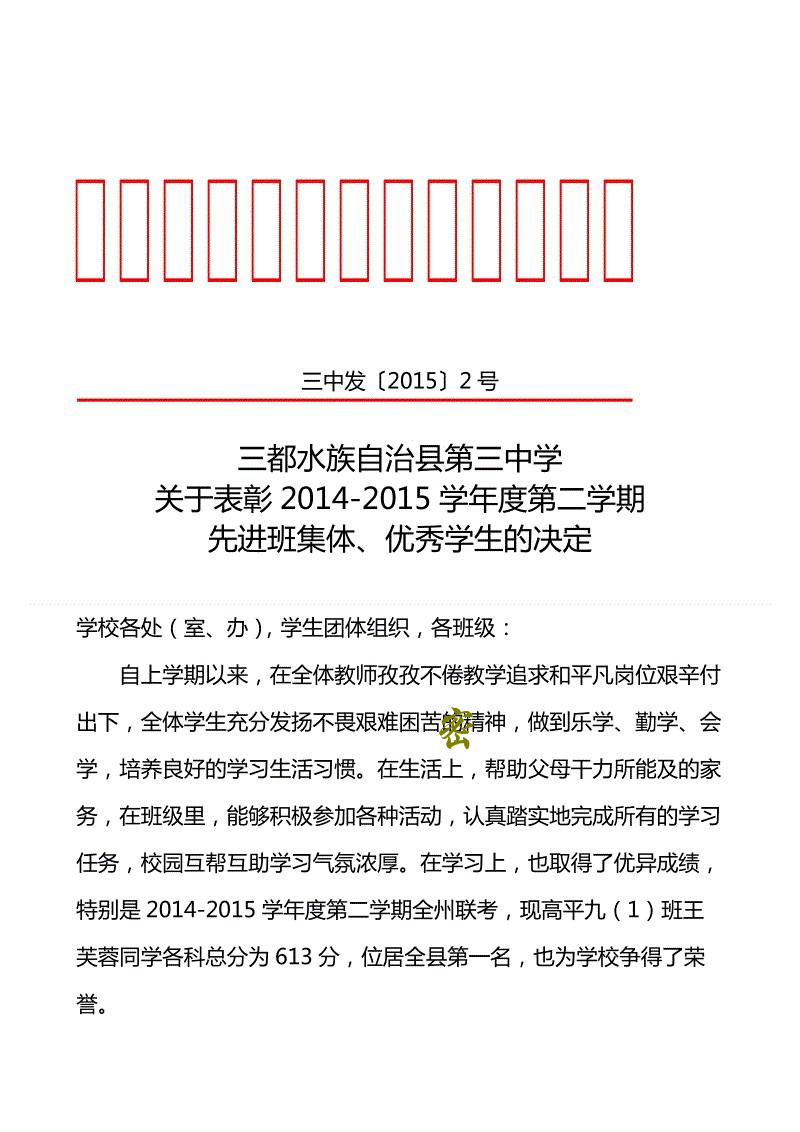 三中发〔2015〕2号
三都水族自治县第三中学
关于表彰 2014-2015 学年度第二学期
先进班集体、优秀学生的决定
学校各处（室、办），学生团体组织，各班级：
自上学期以来，在全体教师孜孜不倦教学追求和平凡岗位艰辛付
出下，全体学生充分发扬不畏艰难困苦的精神，做到乐学、勤学、会
密
学，培养良好的学习生活习惯。在生活上，帮助父母干力所能及的家
务，在班级里，能够积极参加各种活动，认真踏实地完成所有的学习
任务，校园互帮互助学习气氛浓厚。在学习上，也取得了优异成绩，
特别是 2014-2015 学年度第二学期全州联考，现高平九（1）班王
芙蓉同学各科总分为 613 分，位居全县第一名，也为学校争得了荣
誉。